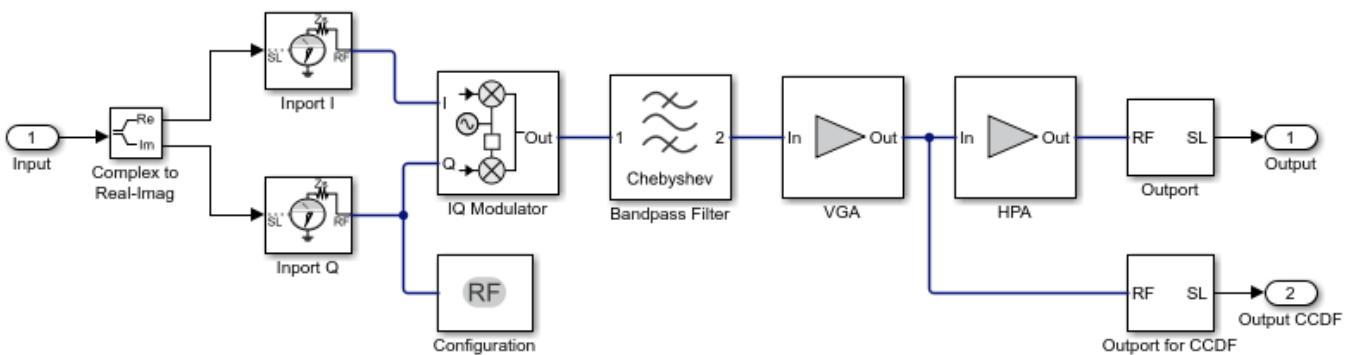 1
Input
Re
Im
Complex to
Real-Imag
Zs
SL
RF
Inport I
Zs
SL
RF
Inport Q
I
Q
Out
IQ Modulator
RF
Configuration
1
2
Chebyshev
Bandpass Filter
In
Out
VGA
In
Out
HPA
RF
SL
Outport
1
Output
RF
SL
Outport for CCDF
2
Output CCDF